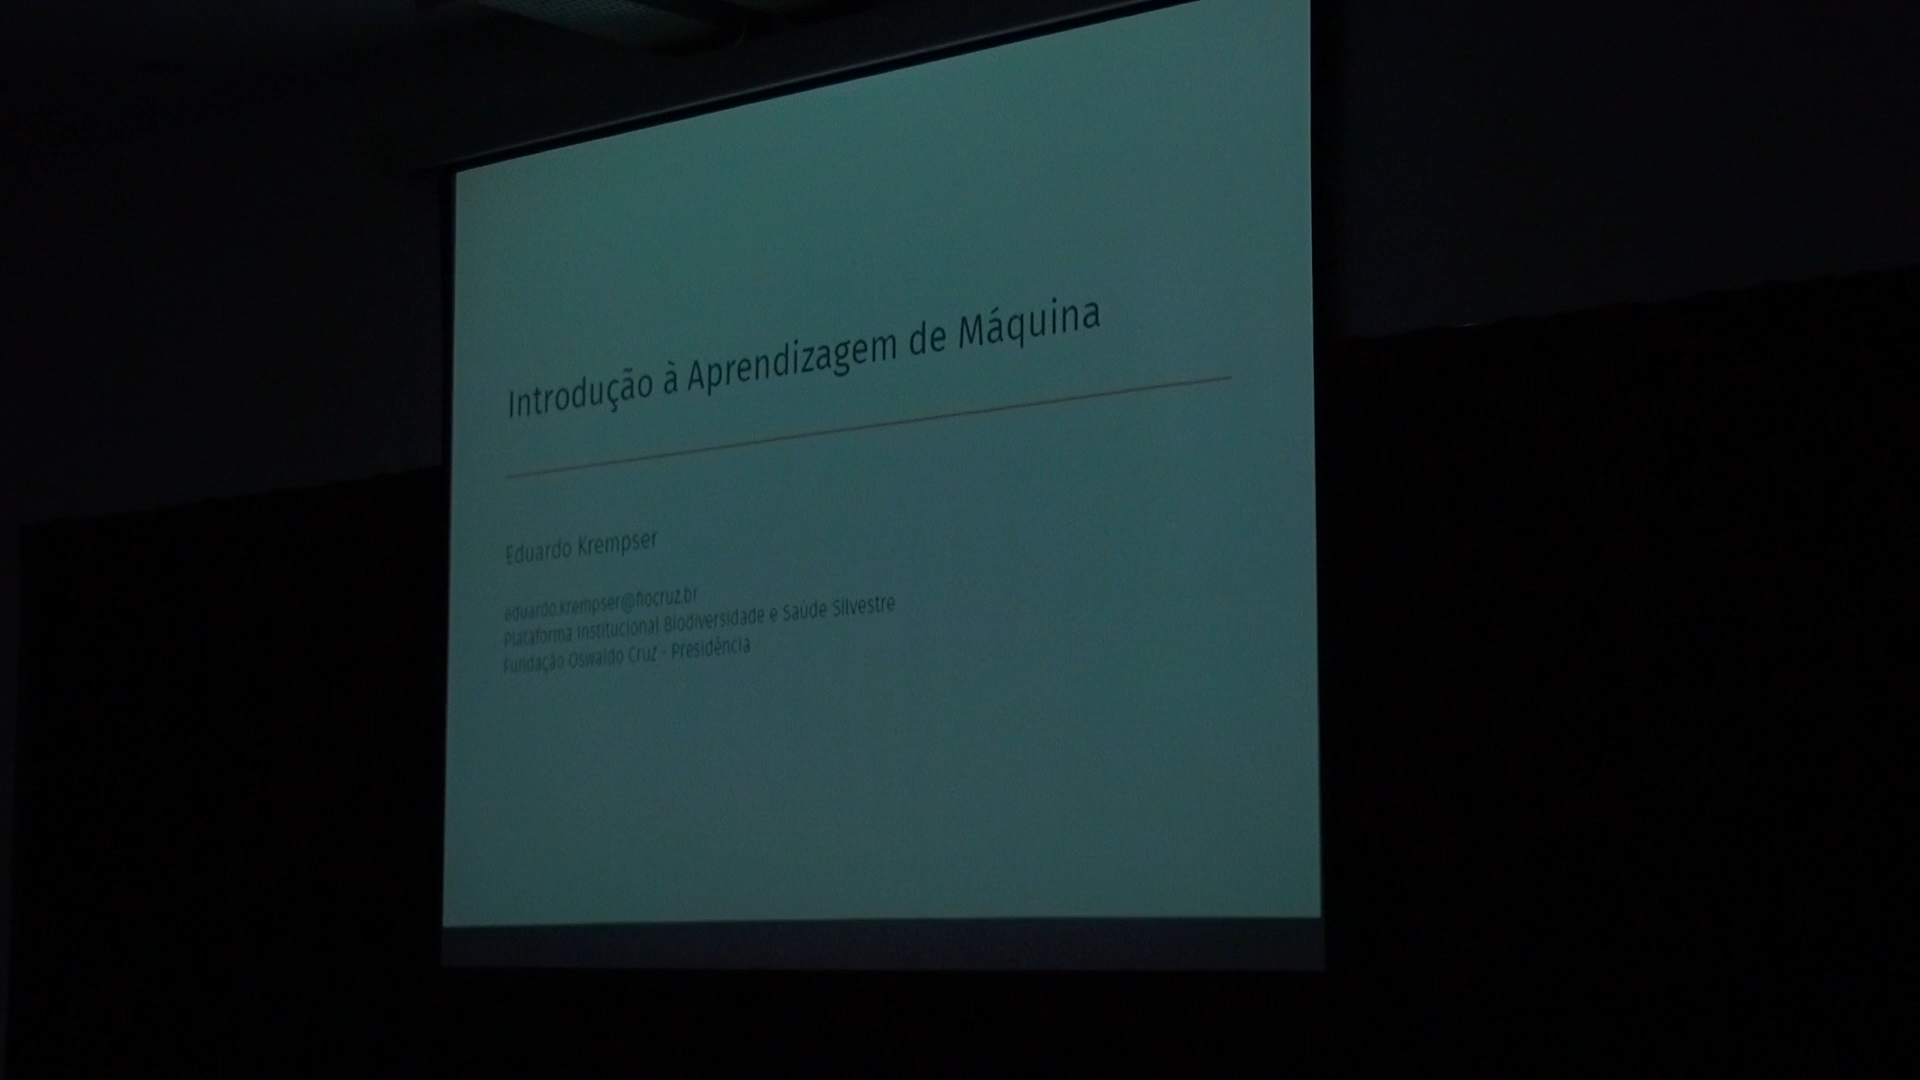 Introdução à Aprendizagem de Máquina
Eduardo Krempser
eduardo.krempser@fiocruz.br
Plataforma Institucional Biodiversidade e Saúde Silvestre
Fundação Oswaldo Cruz - Presidência